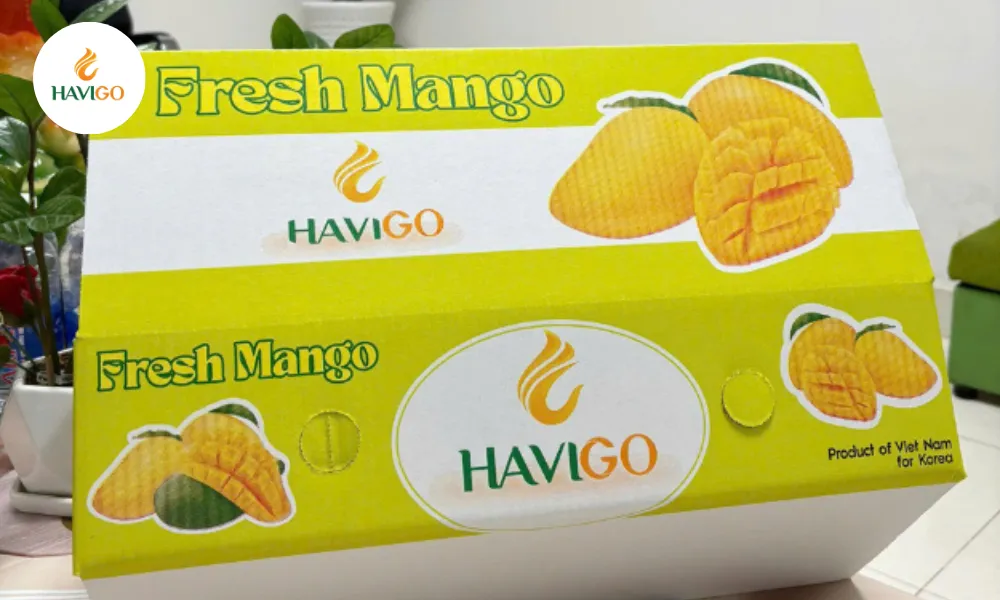 HAVIGO
Fresh Mango
HAVIGO
Fresh Mango
HAVIGO
Product of Viet Nam
for Korea